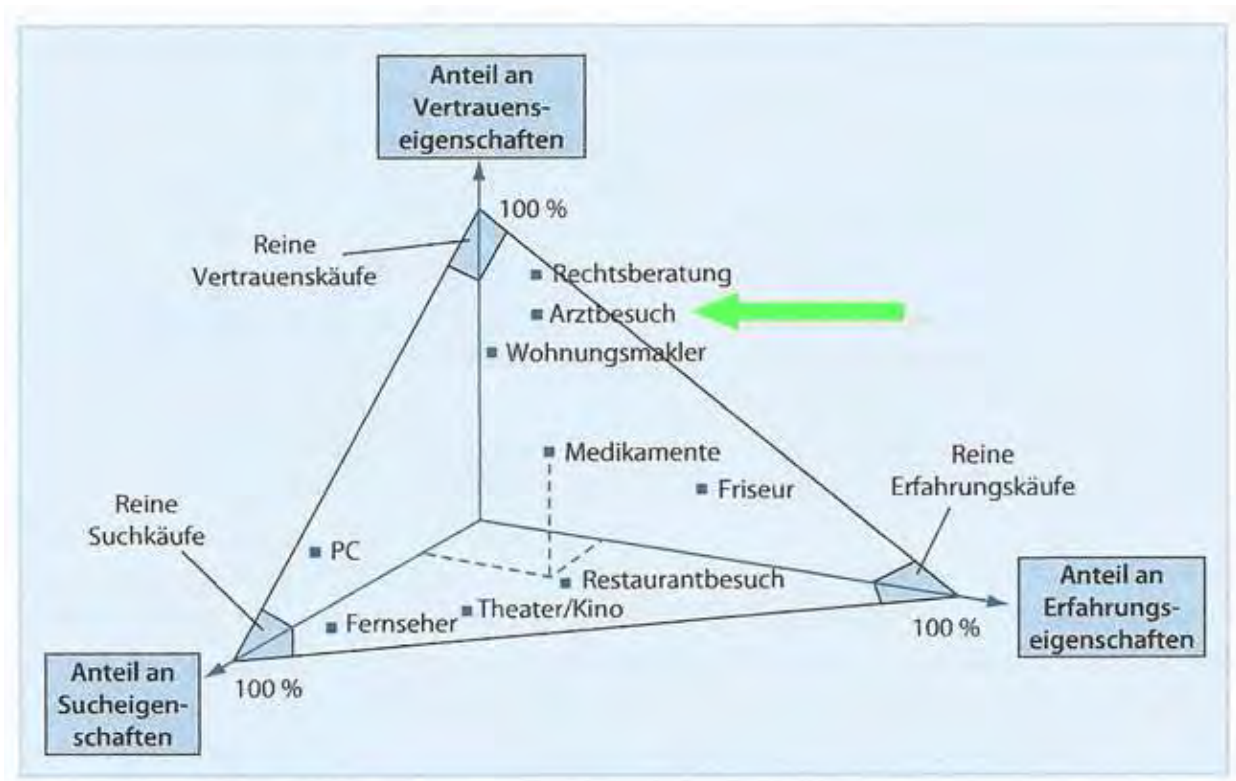 Anteil an
Vertrauens-
eigenschaften
100 %
Reine
Vertrauenskäufe
Rechtsberatung
Arztbesuch
Wohnungsmakler
Medikamente
Friseur
Reine
Erfahrungskäufe
Reine
Suchkäufe
PC
Restaurantbesuch
Theater/Kino
Fernseher
Anteil an
Erfahrungs-
eigenschaften
100 %
Anteil an
Sucheigen-
schaften
100 %